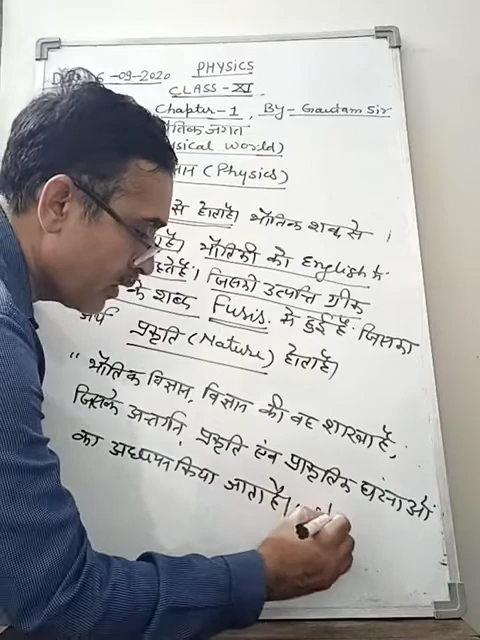 PHYSICS
6-09-2020
CLASS - XI
Chapter-1, By- Gautam Sir
भौतिक जगत
Physical World)
(Physics)
से होता है। भौतिक शब्द से ।
है। भौतिकी को English में
कहते हैं। जिसकी उत्पत्ति ग्रीक
के शब्द Fusis. से हुई है. जिसका
अर्थ प्रकृति (Nature) होता है।
" भौतिक विज्ञान, विज्ञान की वह शाखा है,
जिसके अन्तर्गत, प्रकृति एंव प्राकृतिक घटनाओं
का अध्ययन किया जाता है।